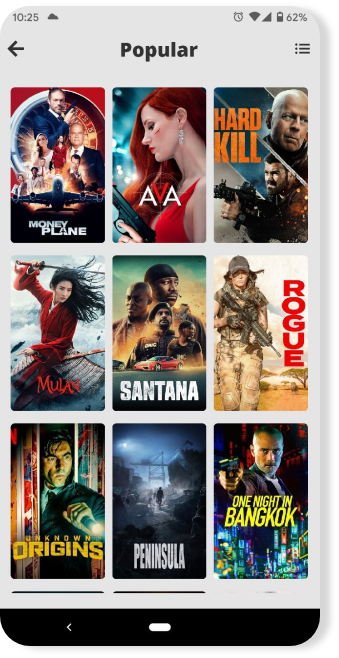 10:25 62%
Popular
MONEY
PLANE
AVA
HARD
KILL
MULAN
SANTANA
ROGUE
UNKNOWN
ORIGINS
PENINSULA
ONE NIGHT IN
BANGKOK